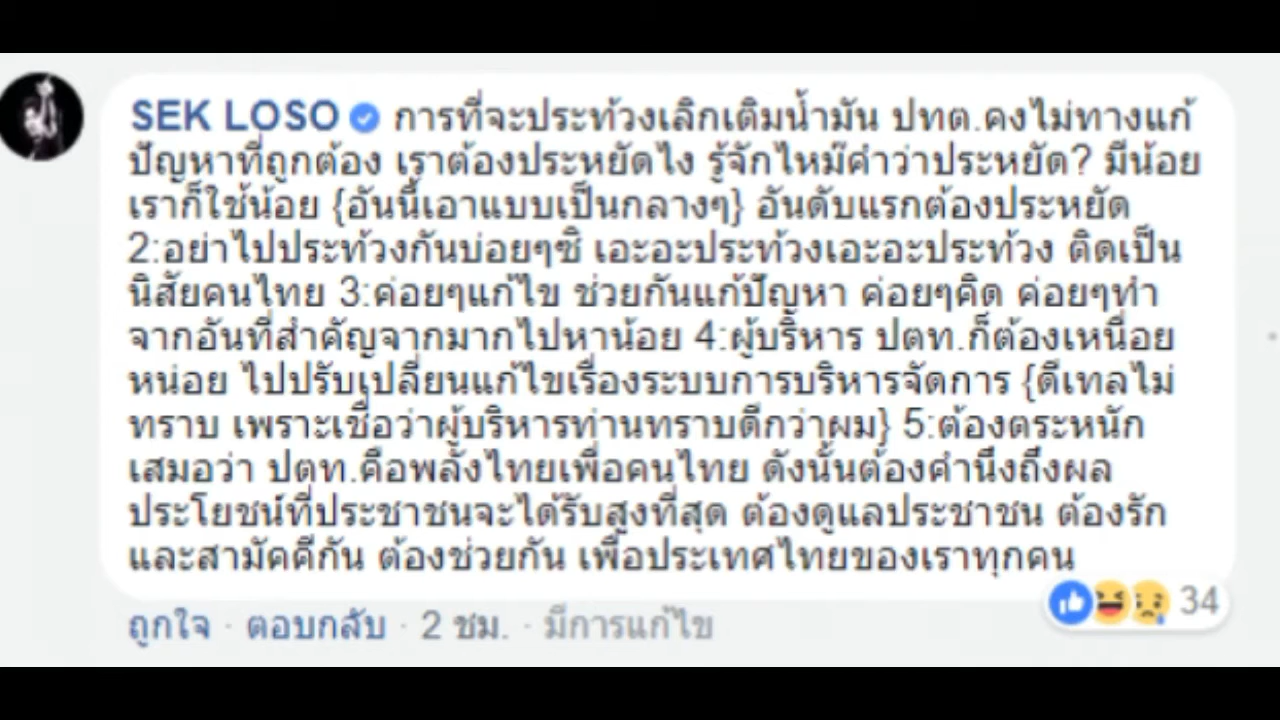 SEK LOSO การที่จะประท้วงเลิกเติมน้ำมัน ปทต.คงไม่ทางแก้
ปัญหาที่ถูกต้อง เราต้องประหยัดไง รู้จักไหม๊คำว่าประหยัด? มีน้อย
เราก็ใช้น้อย {อันนี้เอาแบบเป็นกลางๆ} อันดับแรกต้องประหยัด
2:อย่าไปประท้วงกันบ่อยๆซิ เอะอะประท้วงเอะอะประท้วง ติดเป็น
นิสัยคนไทย 3:ค่อยๆแก้ไข ช่วยกันแก้ปัญหา ค่อยๆคิด ค่อยๆทำ
จากอันที่สำคัญจากมากไปหาน้อย 4:ผู้บริหาร ปตท.ก็ต้องเหนื่อย
หน่อย ไปปรับเปลี่ยนแก้ไขเรื่องระบบการบริหารจัดการ {ดีเทลไม่
ทราบ เพราะเชื่อว่าผู้บริหารท่านทราบดีกว่าผม} 5:ต้องตระหนัก
เสมอว่า ปตท.คือพลังไทยเพื่อคนไทย ดังนั้นต้องคำนึงถึงผล
ประโยชน์ที่ประชาชนจะได้รับสูงที่สุด ต้องดูแลประชาชน ต้องรัก
และสามัคคีกัน ต้องช่วยกัน เพื่อประเทศไทยของเราทุกคน
34
ถูกใจ · ตอบกลับ · 2 ชม. · มีการแก้ไข